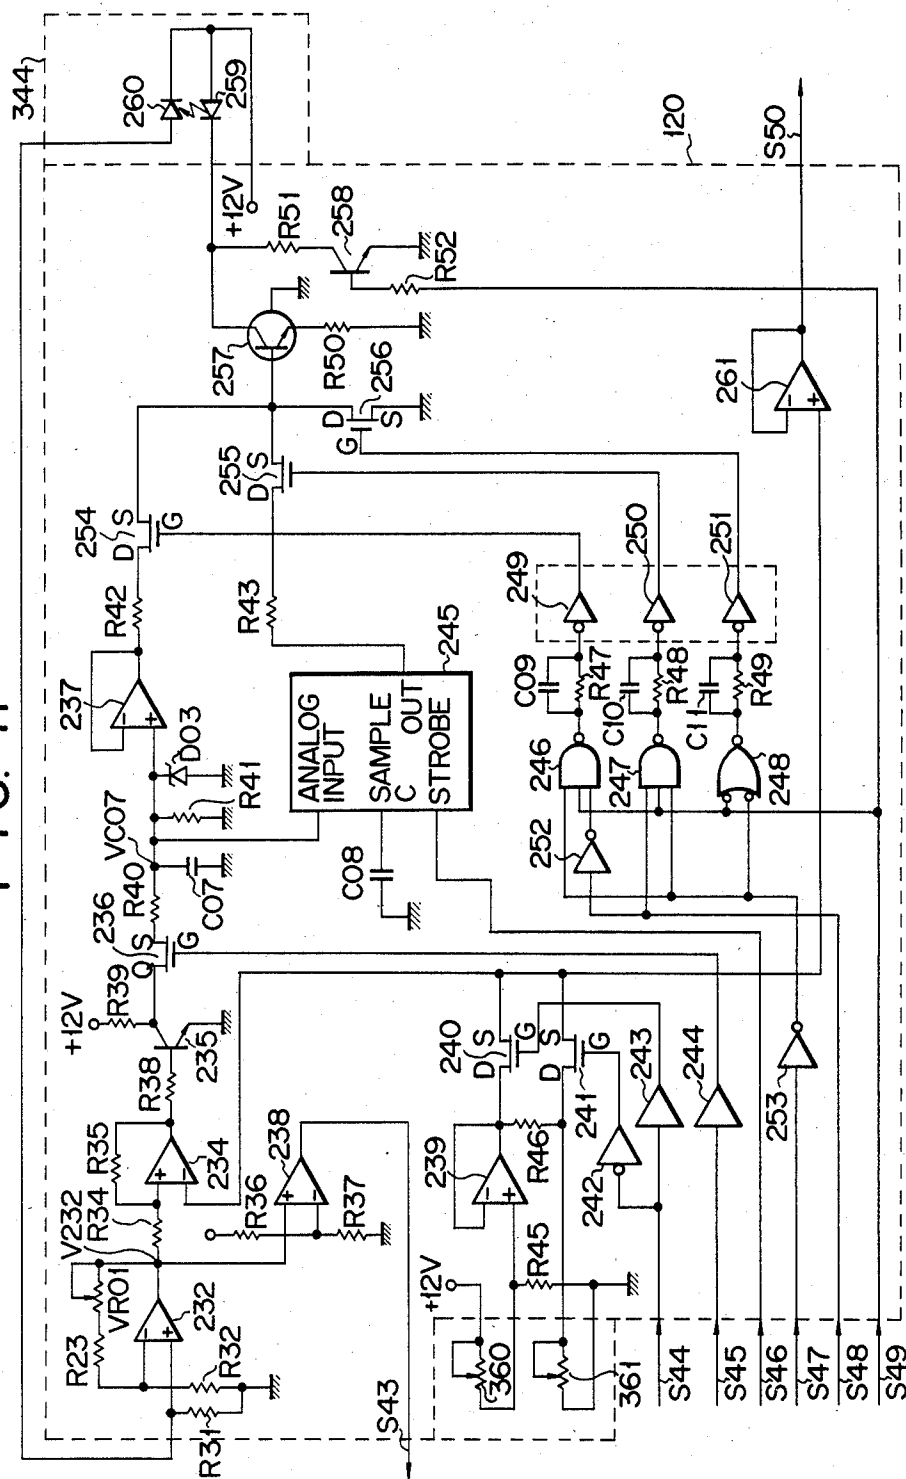 344
260
259
+12V
R51
258
R52
257
R50
256
D
G
S
120
S50
261
254
D
S
G
255
D
S
R42
R43
237
D03
R41
VC07
C07
R40
ANALOG
INPUT
SAMPLE
C OUT
STROBE
245
C08
249
250
251
C09
R47
C10
R48
C11
R49
246
247
248
252
236
Q
S
G
+12V
R39
235
R38
R35
234
R34
V232
VR01
R23
232
R32
R31
238
R36
R37
S43
240
D
S
G
241
D
S
G
239
R46
R45
242
243
244
253
+12V
360
361
S44
S45
S46
S47
S48
S49